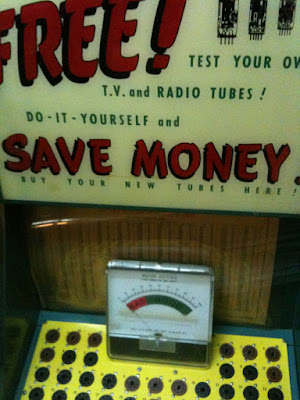 FREE!
TEST YOUR OW
T.V. and RADIO TUBES!
DO-IT-YOURSELF and
SAVE MONEY.
BUY YOUR NEW TUBES HERE!